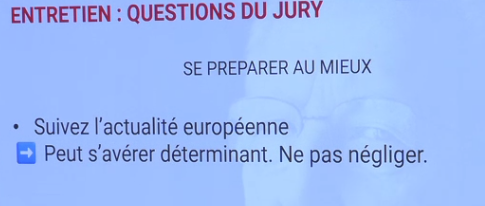 ENTRETIEN : QUESTIONS DU JURY
SE PREPARER AU MIEUX
• Suivez l'actualité européenne
➡ Peut s'avérer déterminant. Ne pas négliger.